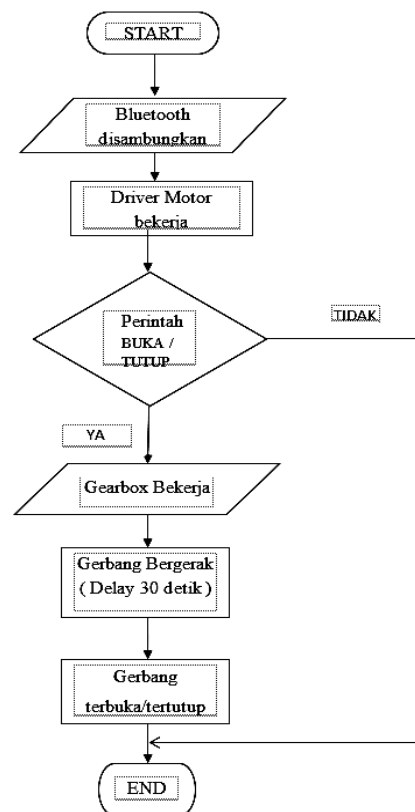 START
Bluetooth
disambungkan
Driver Motor
bekerja
Perintah
BUKA /
TUTUP
TIDAK
YA
Gearbox Bekerja
Gerbang Bergerak
( Delay 30 detik )
Gerbang
terbuka/tertutup
END